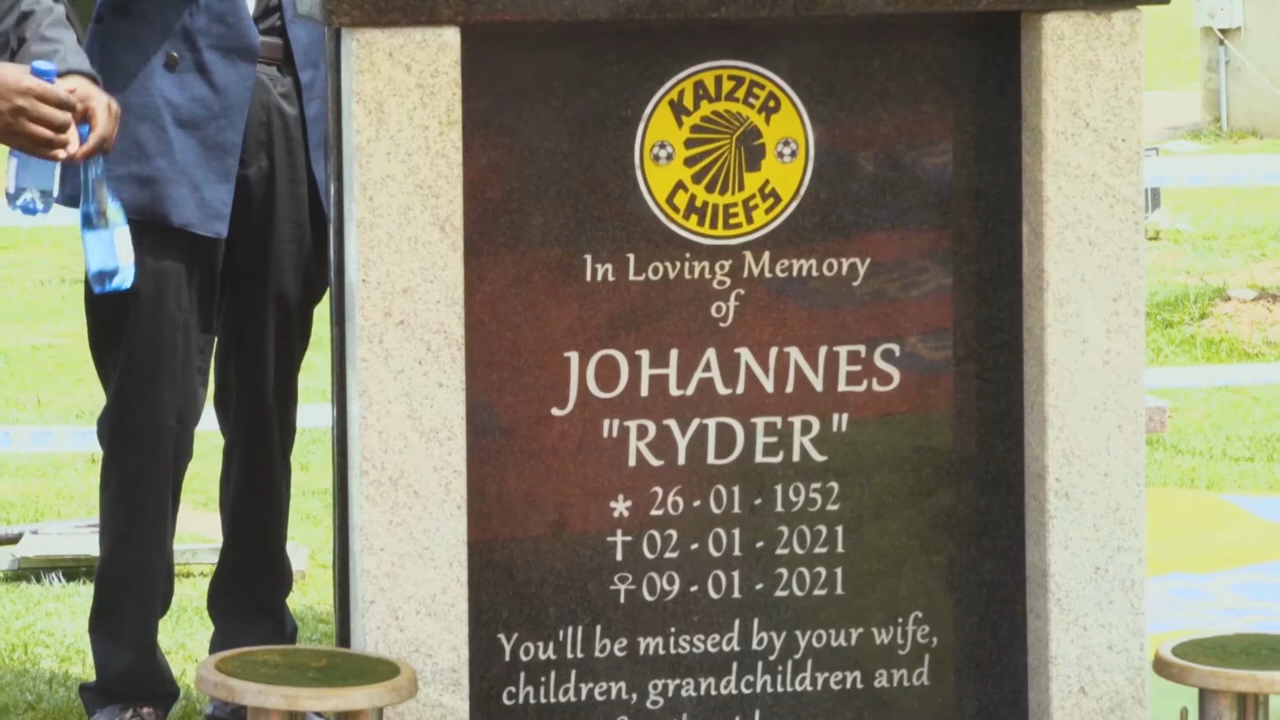 KAIZER
CHIEFS
In Loving Memory
of
JOHANNES
"RYDER"
* 26 - 01 - 1952
† 02 - 01 - 2021
☥ 09 - 01 - 2021
You'll be missed by your wife,
children, grandchildren and